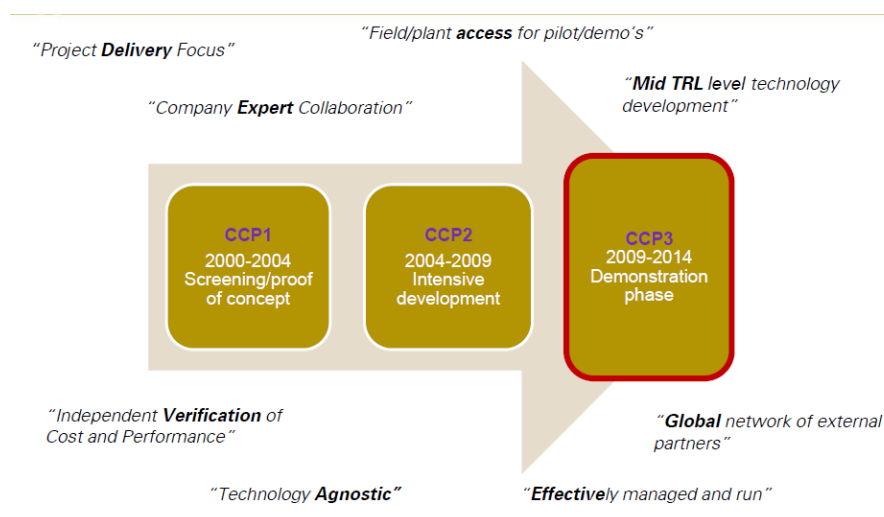 “Field/plant access for pilot/demo’s”
“Project Delivery Focus”
“Mid TRL level technology
development”
“Company Expert Collaboration”
CCP1
2000-2004
Screening/proof
of concept
CCP2
2004-2009
Intensive
development
CCP3
2009-2014
Demonstration
phase
“Independent Verification of
Cost and Performance”
“Global network of external
partners”
“Technology Agnostic”
“Effectively managed and run”